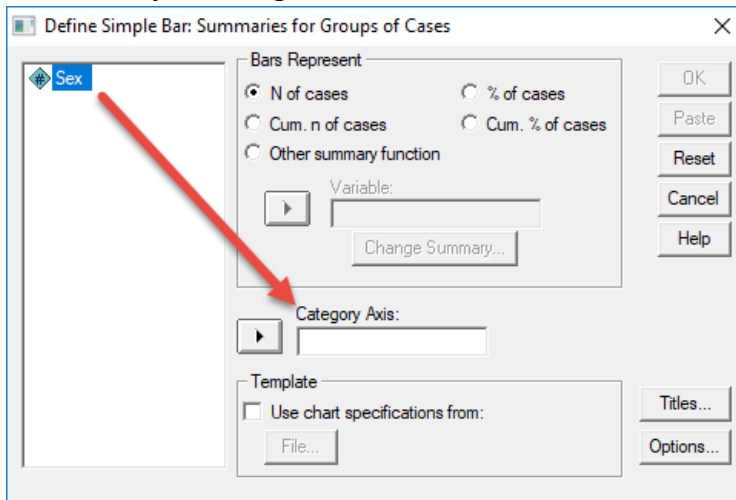 Define Simple Bar: Summaries for Groups of Cases
Sex
Bars Represent
N of cases
% of cases
Cum. n of cases
Cum. % of cases
Other summary function
Variable:
Change Summary...
Category Axis:
Template
Use chart specifications from:
File...
OK
Paste
Reset
Cancel
Help
Titles...
Options...